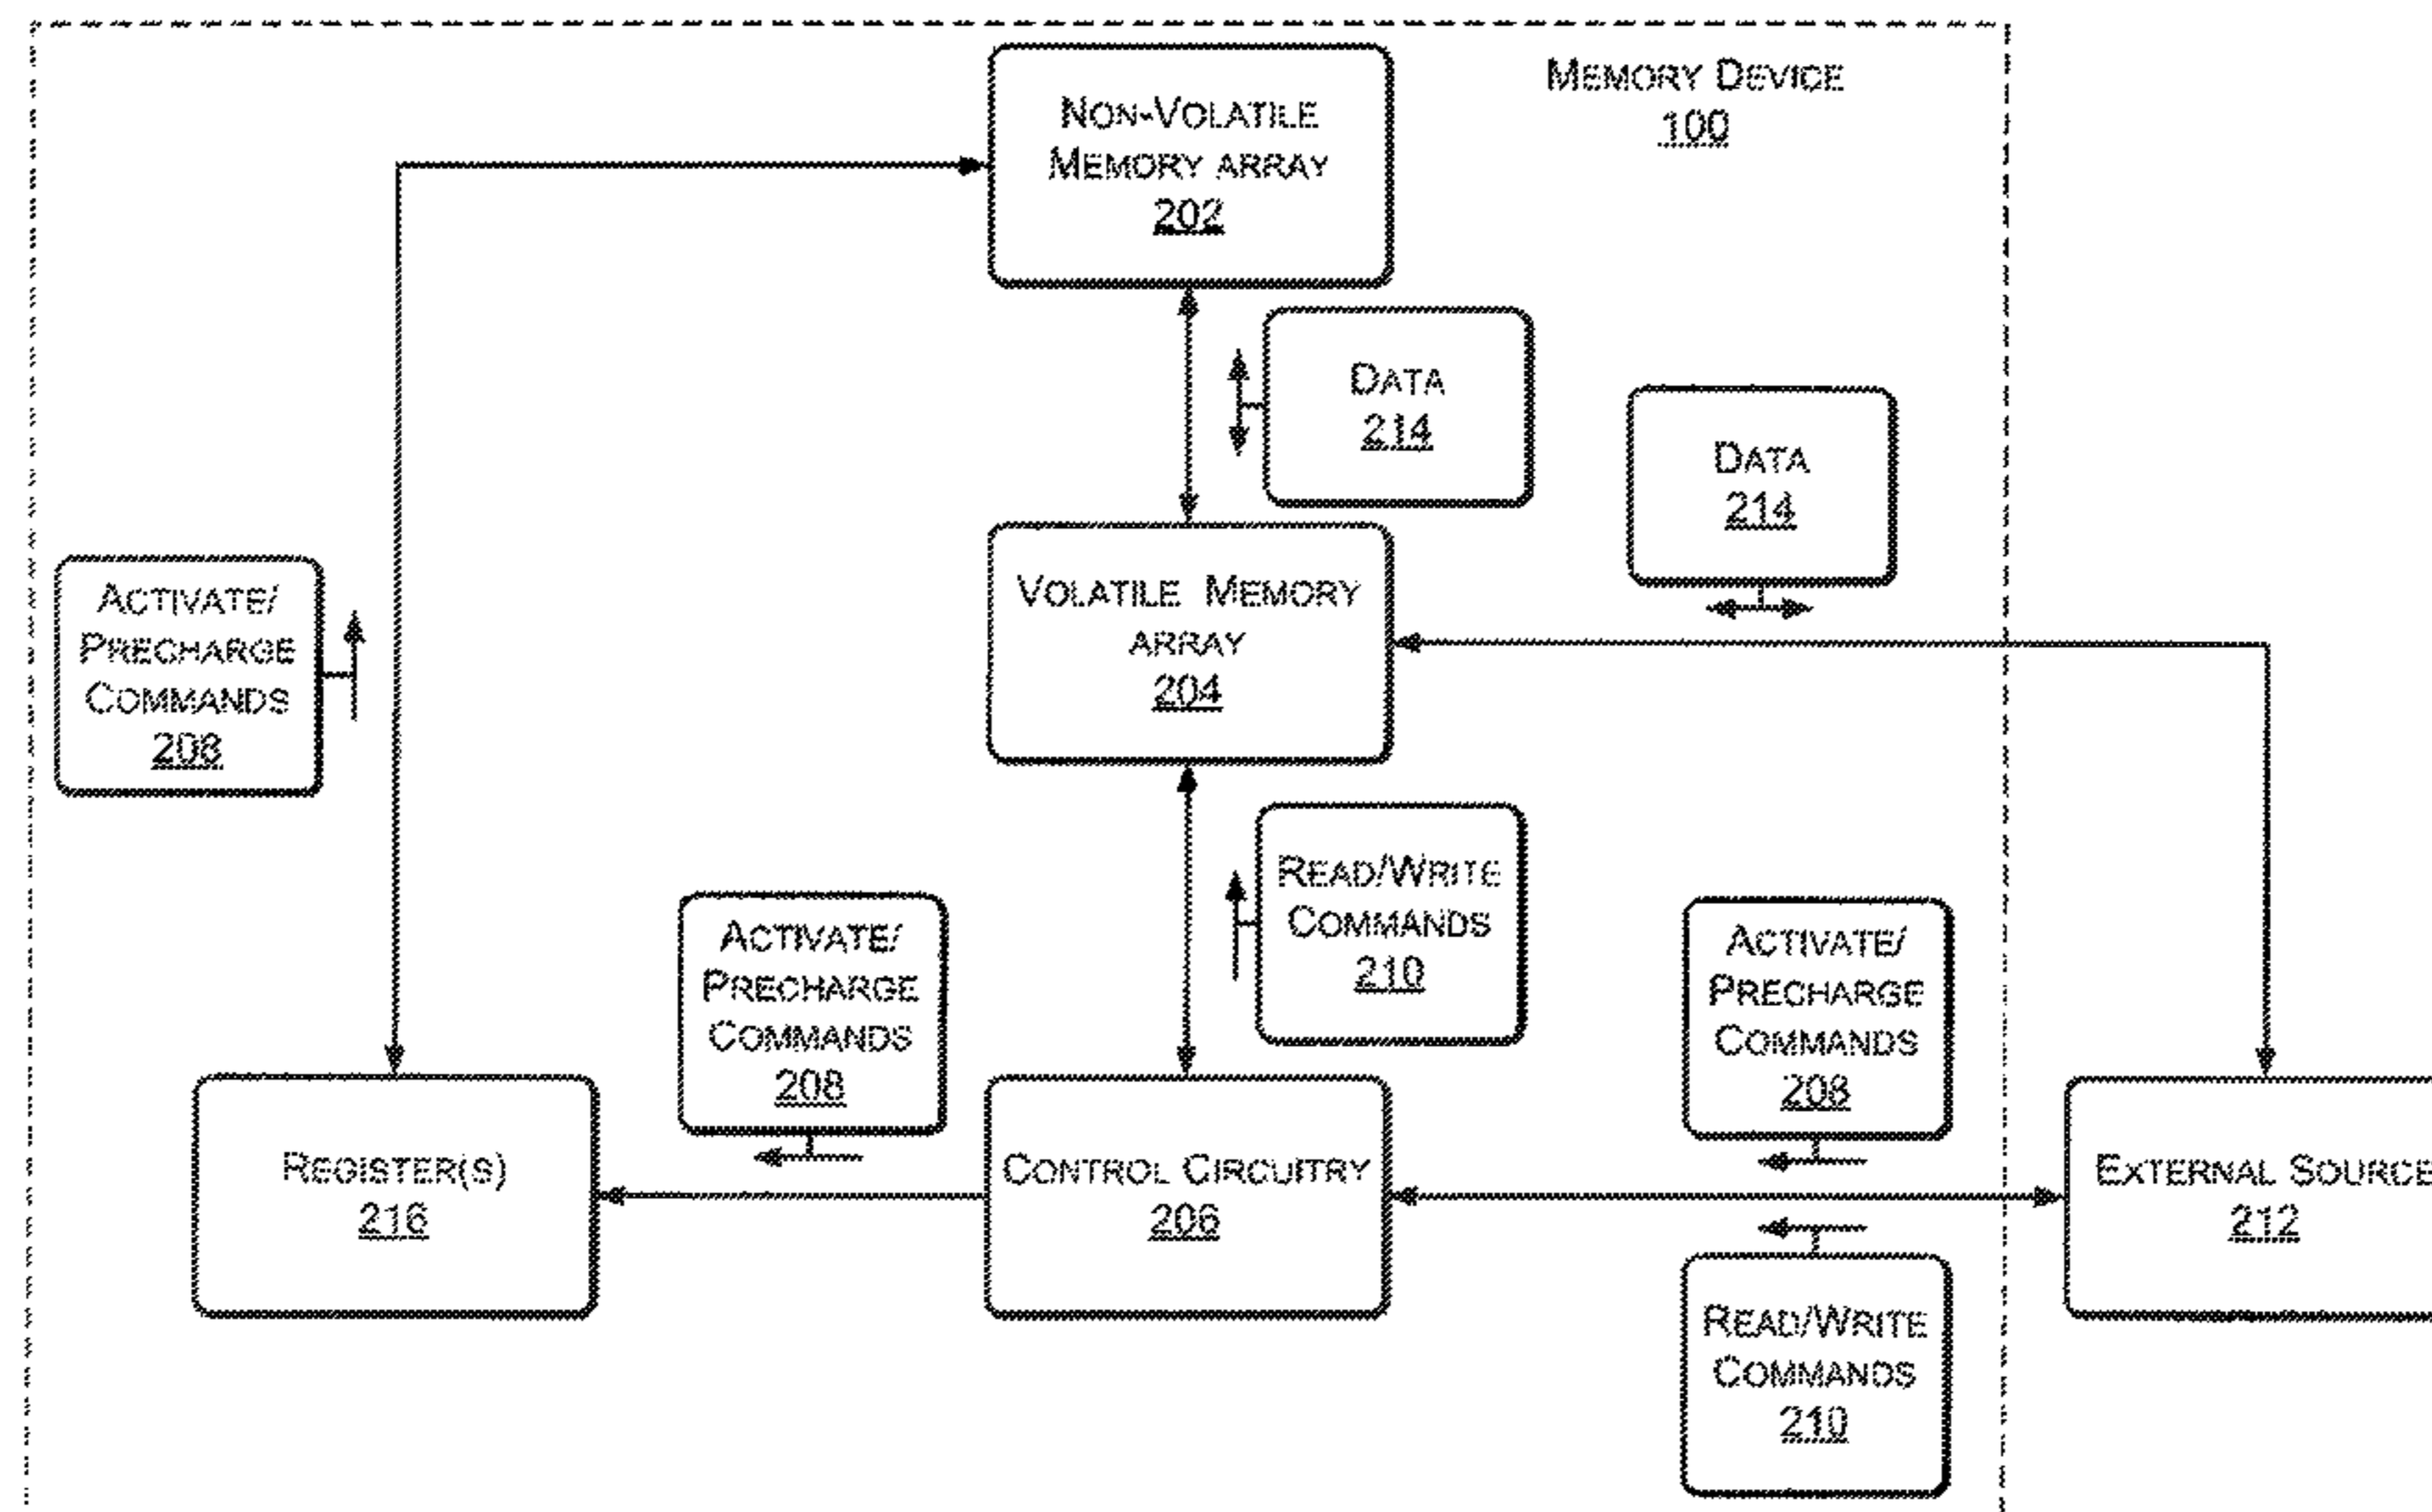 MEMORY DEVICE
100
NON-VOLATILE
MEMORY ARRAY
202
DATA
214
DATA
214
ACTIVATE/
PRECHARGE
COMMANDS
208
VOLATILE MEMORY
ARRAY
204
READ/WRITE
COMMANDS
210
ACTIVATE/
PRECHARGE
COMMANDS
208
ACTIVATE/
PRECHARGE
COMMANDS
208
REGISTER(S)
216
CONTROL CIRCUITRY
206
EXTERNAL SOURCE
212
READ/WRITE
COMMANDS
210